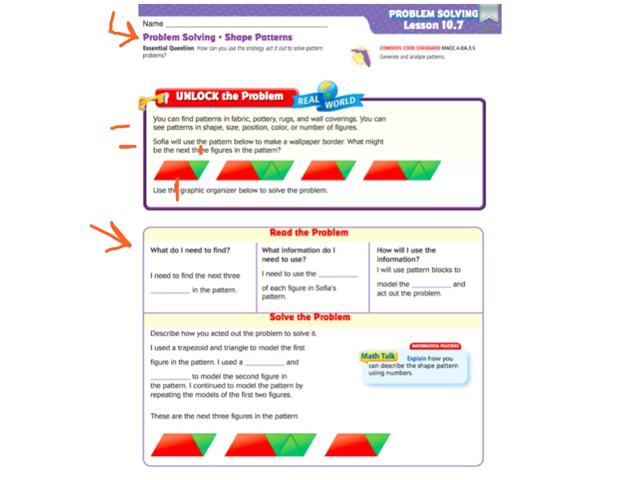 PROBLEM SOLVING
Lesson 10.7
Name
Problem Solving • Shape Patterns
Essential Question How can you use the strategy act it out to solve pattern
problems?
COMMON CORE STANDARD MACC.4.OA.3.5
Generate and analyze patterns.
UNLOCK the Problem REAL WORLD
You can find patterns in fabric, pottery, rugs, and wall coverings. You can
see patterns in shape, size, position, color, or number of figures.
Sofia will use the pattern below to make a wallpaper border. What might
be the next three figures in the pattern?
Use the graphic organizer below to solve the problem.
Read the Problem
What do I need to find?
I need to find the next three
in the pattern.
What information do I
need to use?
I need to use the
of each figure in Sofia's
pattern.
How will I use the
information?
I will use pattern blocks to
model the and
act out the problem.
Solve the Problem
Describe how you acted out the problem to solve it.
I used a trapezoid and triangle to model the first
figure in the pattern. I used a and
to model the second figure in
the pattern. I continued to model the pattern by
repeating the models of the first two figures.
These are the next three figures in the pattern.
MATHEMATICAL PRACTICES
Math Talk Explain how you
can describe the shape pattern
using numbers.